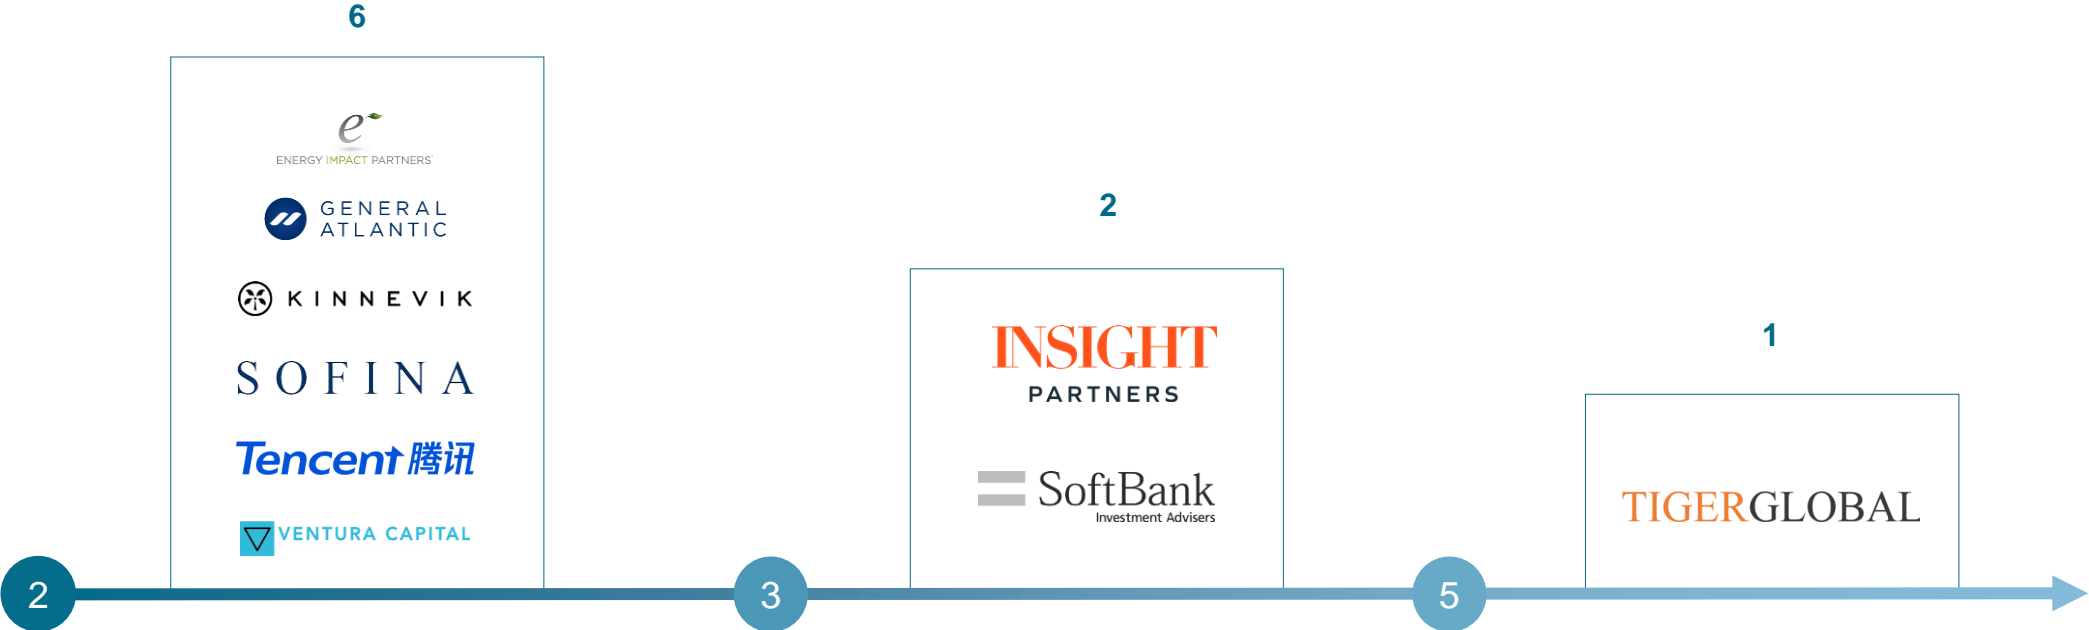 6
e
ENERGY IMPACT PARTNERS
GENERAL
ATLANTIC
KINNEVIK
SOFINA
Tencent 腾讯
VENTURA CAPITAL
2
INSIGHT
PARTNERS
SoftBank
Investment Advisers
1
TIGERGLOBAL
2
3
5